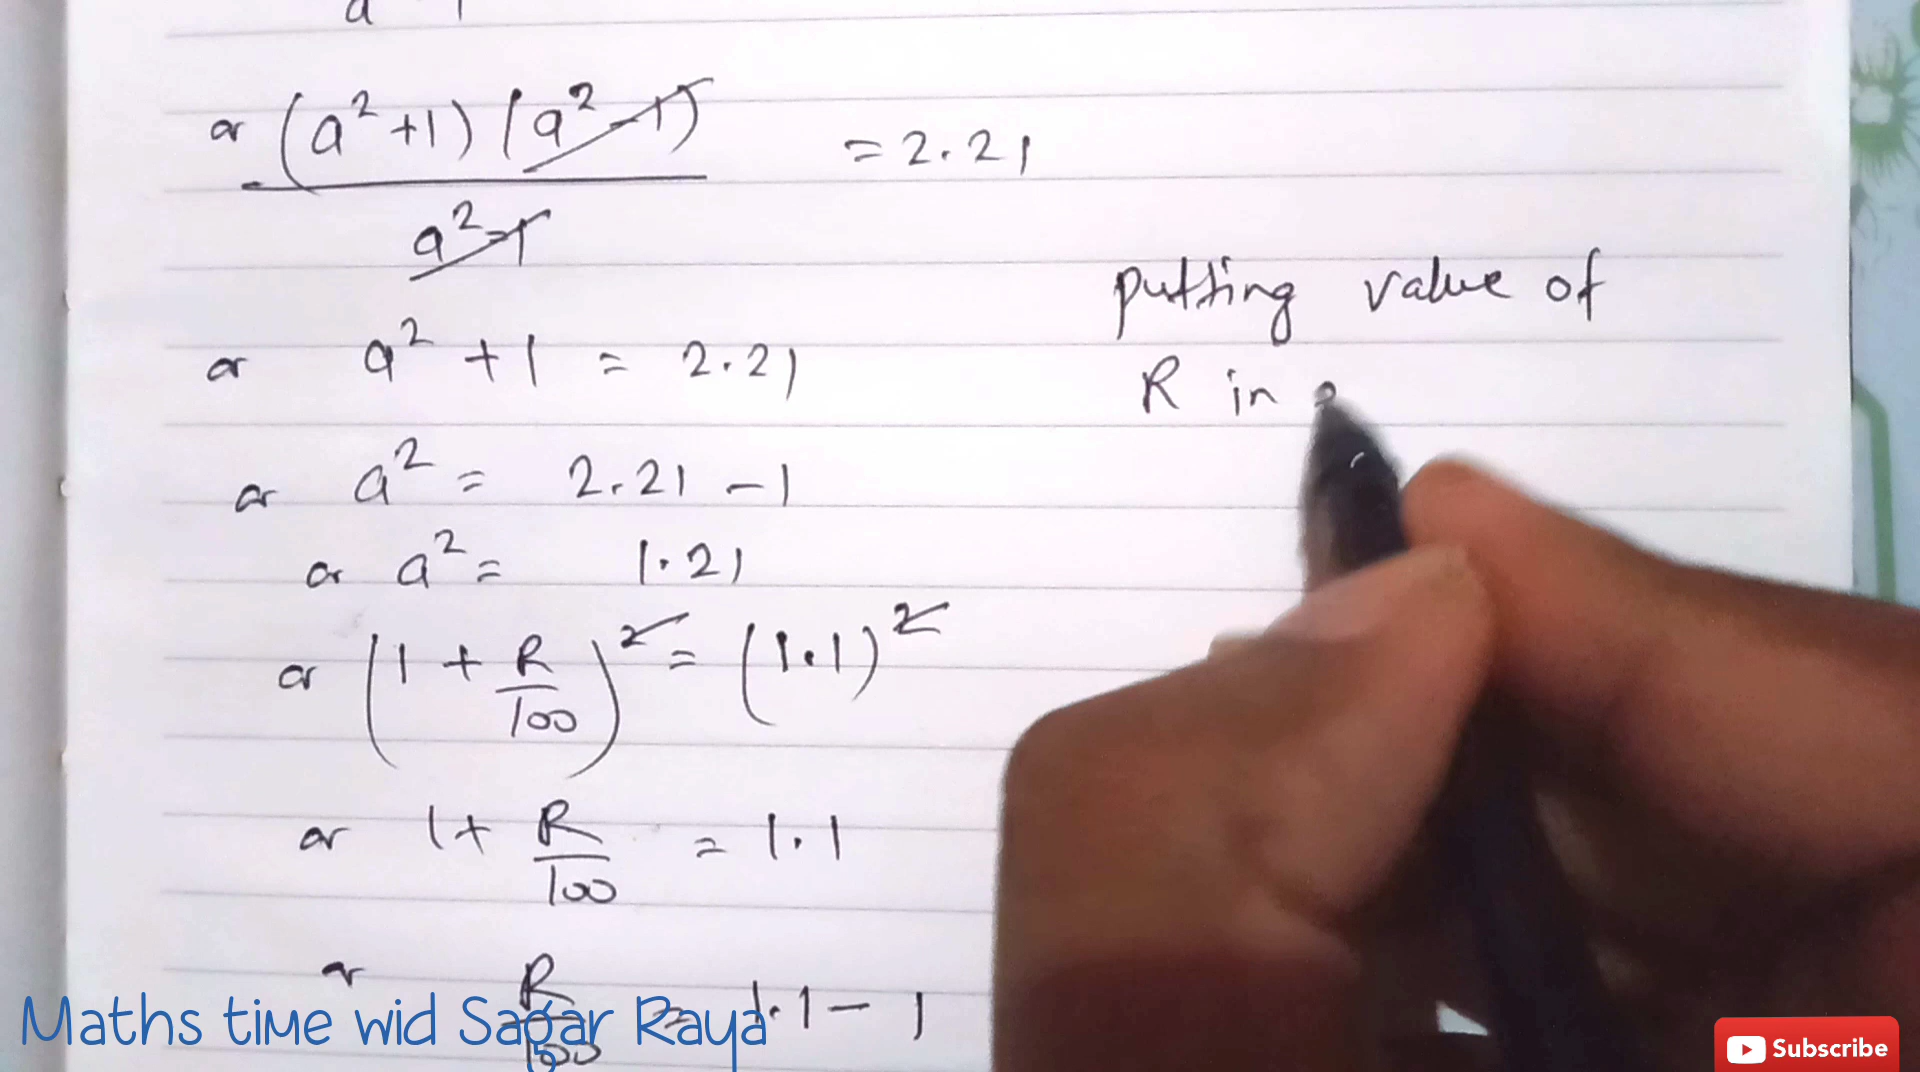 or (a²+1)(a²-1)
= 2.21
a²-1
or a² + 1 = 2.21
or a² = 2.21 - 1
or a² = 1.21
or (1 + R/100)² = (1.1)²
or 1 + R/100 = 1.1
or R/100 = 1.1 - 1
putting value of
R in
Maths time wid Sagar Raya
Subscribe